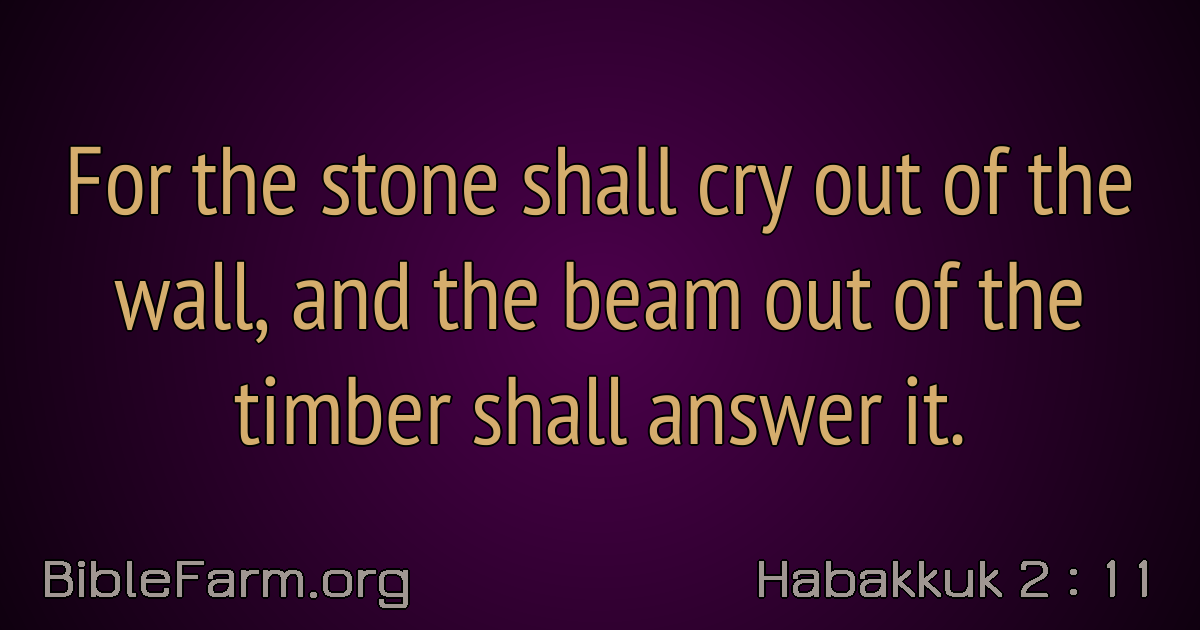 For the stone shall cry out of the
wall, and the beam out of the
timber shall answer it.
BibleFarm.org
Habakkuk 2 : 11